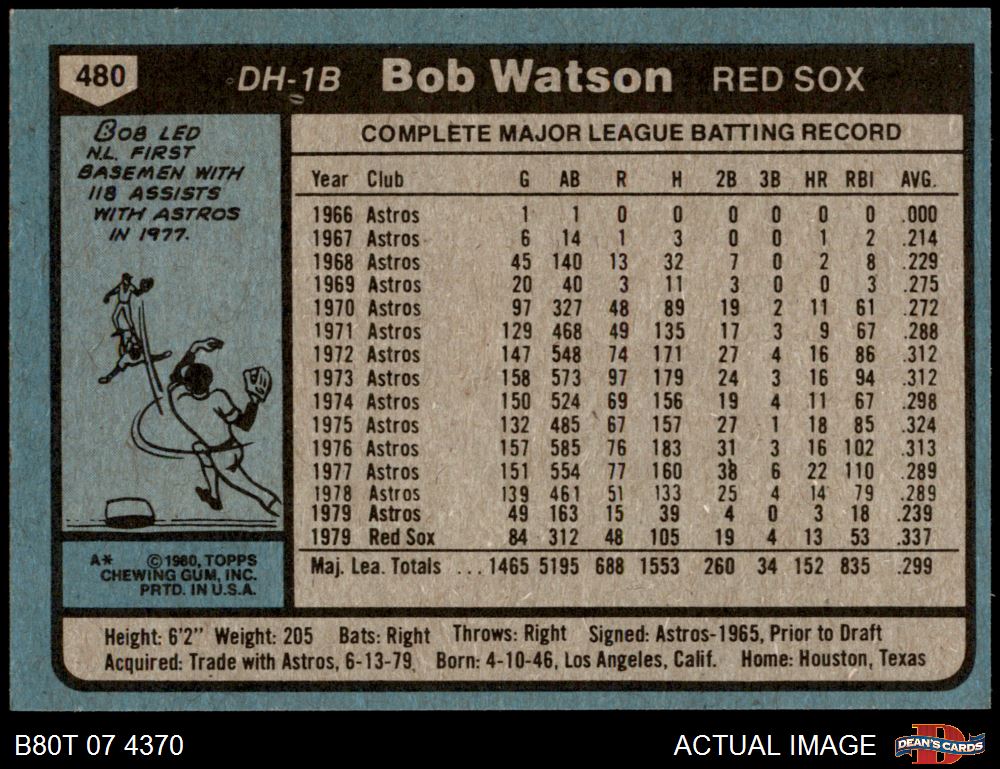 480
DH-1B Bob Watson RED SOX
BOB LED
N.L. FIRST
BASEMEN WITH
118 ASSISTS
WITH ASTROS
IN 1977.
A* ©1980, TOPPS
CHEWING GUM, INC.
PRTD. IN U.S.A.
COMPLETE MAJOR LEAGUE BATTING RECORD
Year Club G AB R H 2B 3B HR RBI AVG.
1966 Astros 1 1 0 0 0 0 0 0 .000
1967 Astros 6 14 1 3 0 0 1 2 .214
1968 Astros 45 140 13 32 7 0 2 8 .229
1969 Astros 20 40 3 11 3 0 0 3 .275
1970 Astros 97 327 48 89 19 2 11 61 .272
1971 Astros 129 468 49 135 17 3 9 67 .288
1972 Astros 147 548 74 171 27 4 16 86 .312
1973 Astros 158 573 97 179 24 3 16 94 .312
1974 Astros 150 524 69 156 19 4 11 67 .298
1975 Astros 132 485 67 157 27 1 18 85 .324
1976 Astros 157 585 76 183 31 3 16 102 .313
1977 Astros 151 554 77 160 38 6 22 110 .289
1978 Astros 139 461 51 133 25 4 14 79 .289
1979 Astros 49 163 15 39 4 0 3 18 .239
1979 Red Sox 84 312 48 105 19 4 13 53 .337
Maj. Lea. Totals ... 1465 5195 688 1553 260 34 152 835 .299
Height: 6'2" Weight: 205 Bats: Right Throws: Right Signed: Astros-1965, Prior to Draft
Acquired: Trade with Astros, 6-13-79, Born: 4-10-46, Los Angeles, Calif. Home: Houston, Texas
B80T 07 4370
ACTUAL IMAGE
D
DEAN'S CARDS